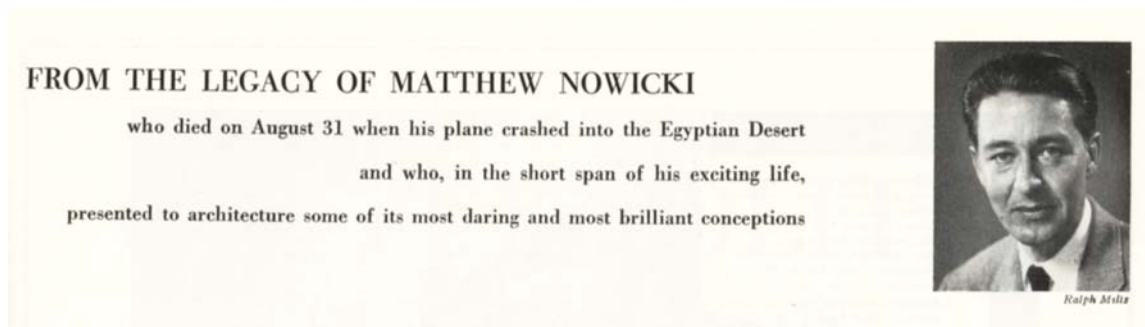 FROM THE LEGACY OF MATTHEW NOWICKI
who died on August 31 when his plane crashed into the Egyptian Desert
and who, in the short span of his exciting life,
presented to architecture some of its most daring and most brilliant conceptions
Ralph Mills